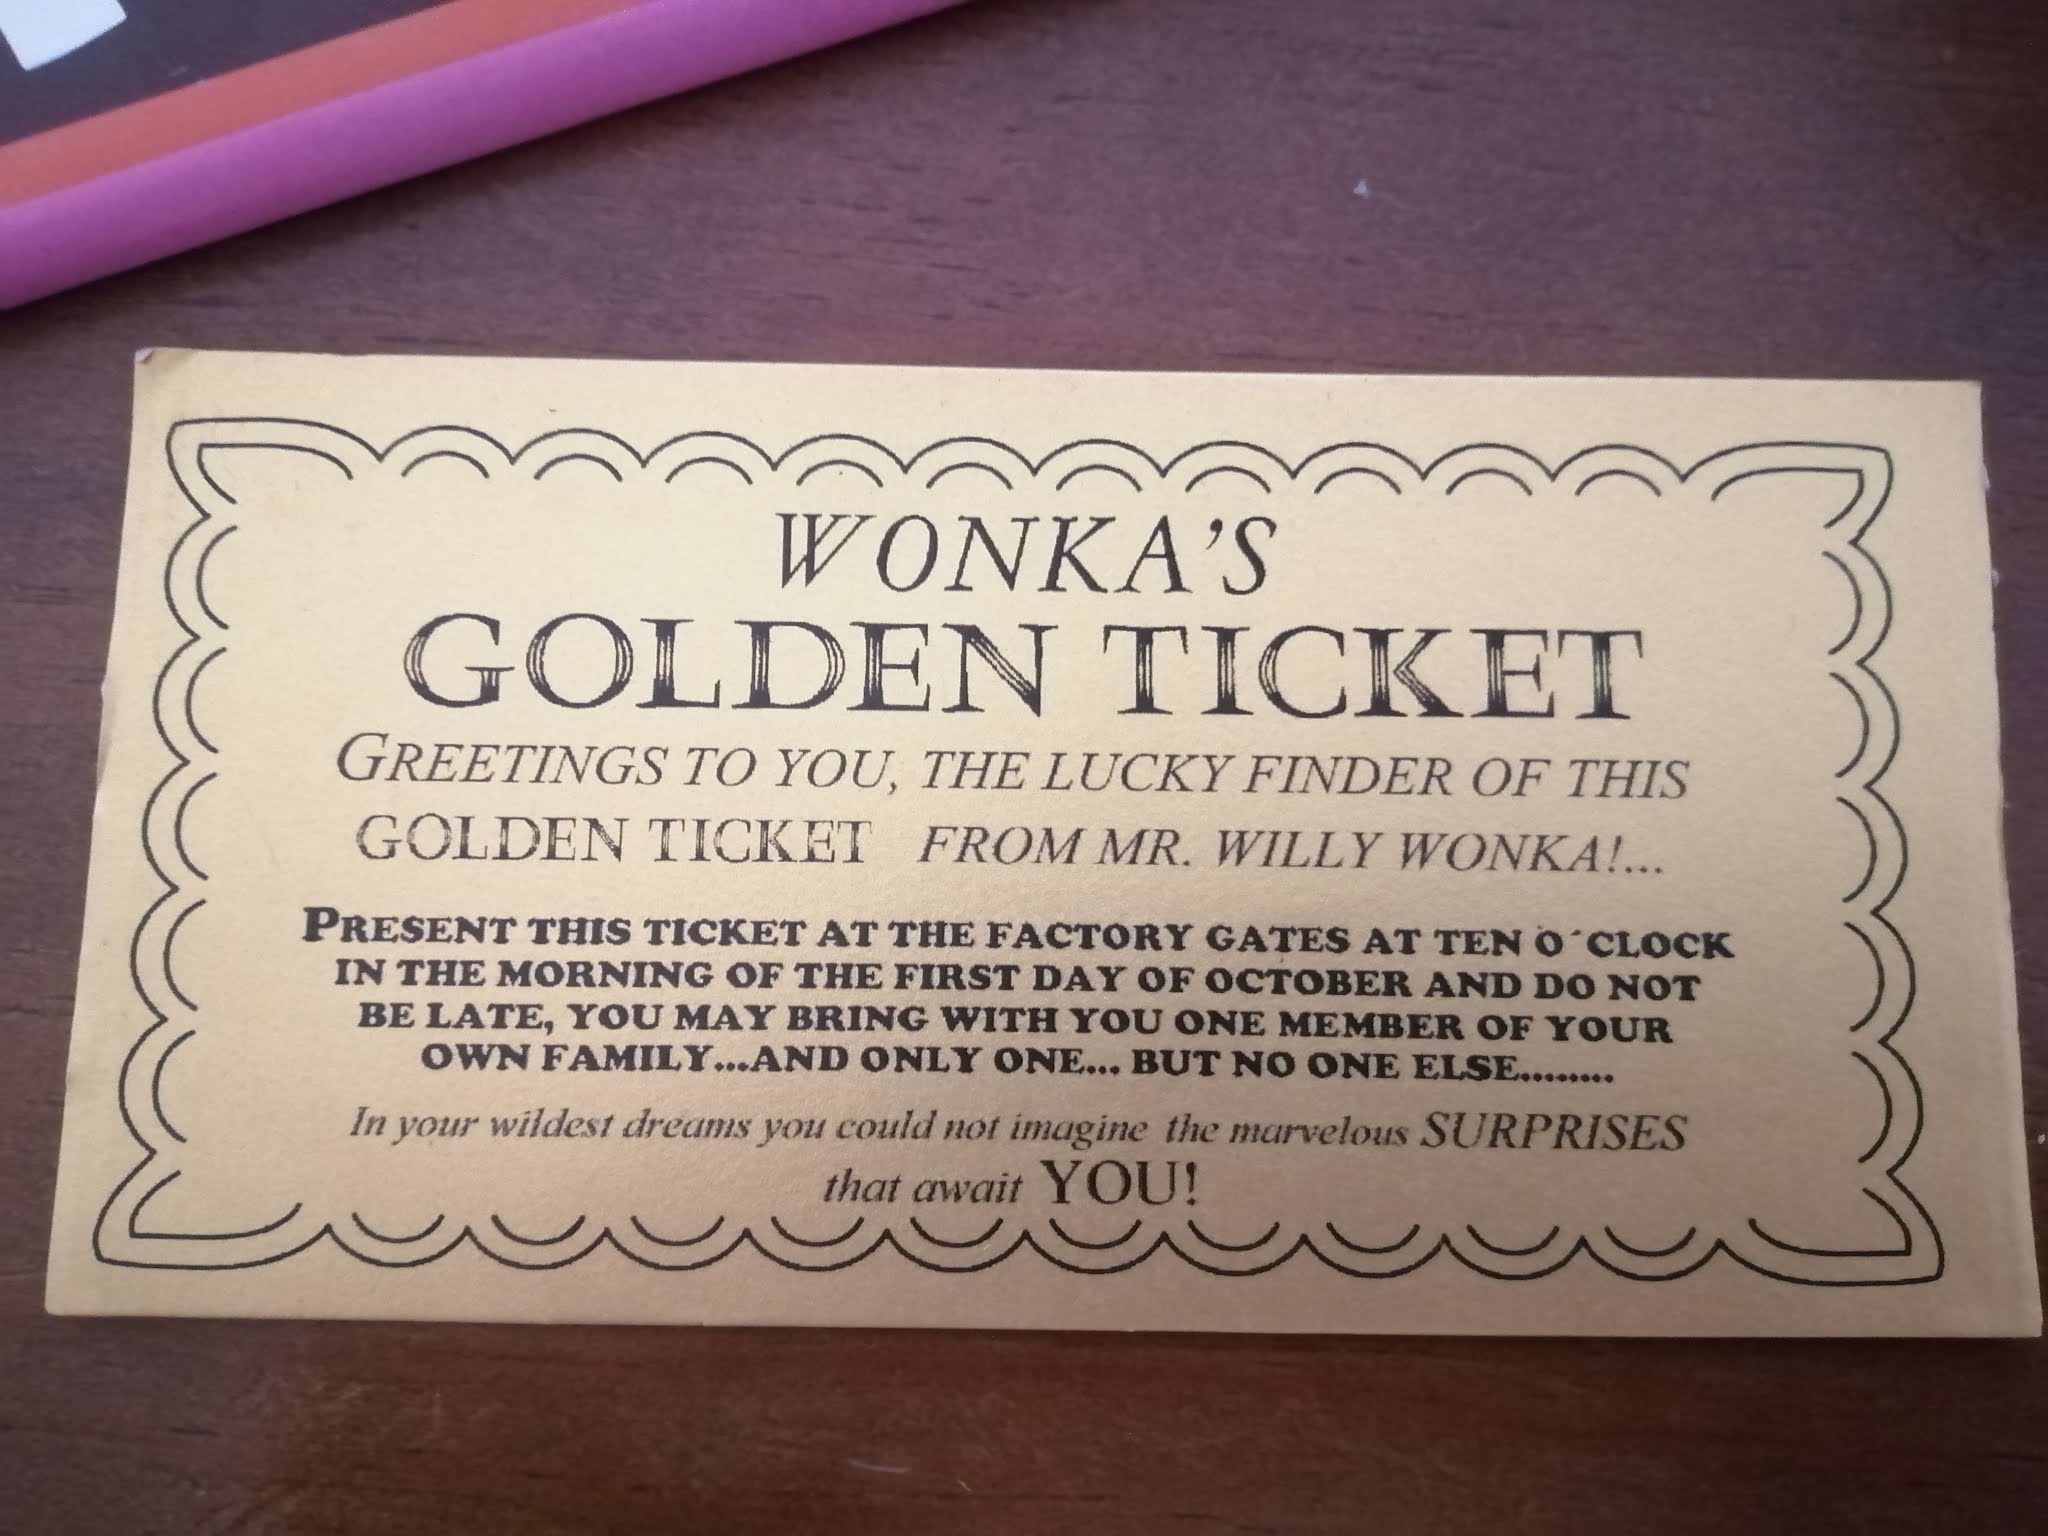 WONKA'S
GOLDEN TICKET
GREETINGS TO YOU, THE LUCKY FINDER OF THIS
GOLDEN TICKET FROM MR. WILLY WONKA!...
PRESENT THIS TICKET AT THE FACTORY GATES AT TEN O´CLOCK
IN THE MORNING OF THE FIRST DAY OF OCTOBER AND DO NOT
BE LATE, YOU MAY BRING WITH YOU ONE MEMBER OF YOUR
OWN FAMILY...AND ONLY ONE... BUT NO ONE ELSE........
In your wildest dreams you could not imagine the marvelous SURPRISES
that await YOU!